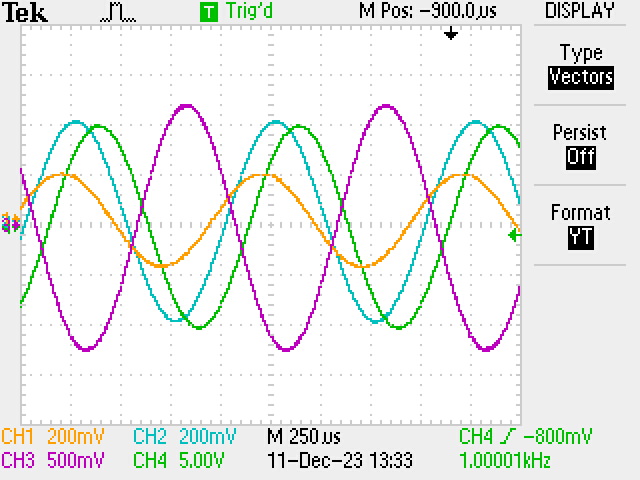 Tek T Trig'd M Pos: -900.0µs DISPLAY
Type
Vectors
Persist
Off
Format
YT
CH1 200mV CH2 200mV M 250µs CH4 -800mV
CH3 500mV CH4 5.00V 11-Dec-23 13:33 1.00001kHz